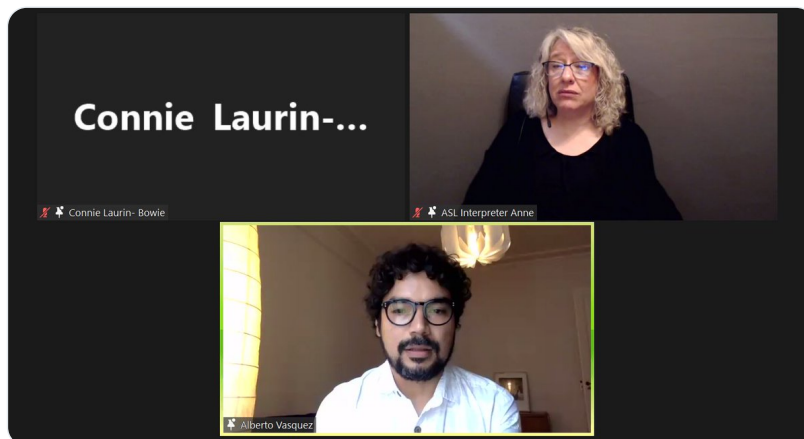 Connie Laurin-...
Connie Laurin- Bowie
ASL Interpreter Anne
Alberto Vasquez